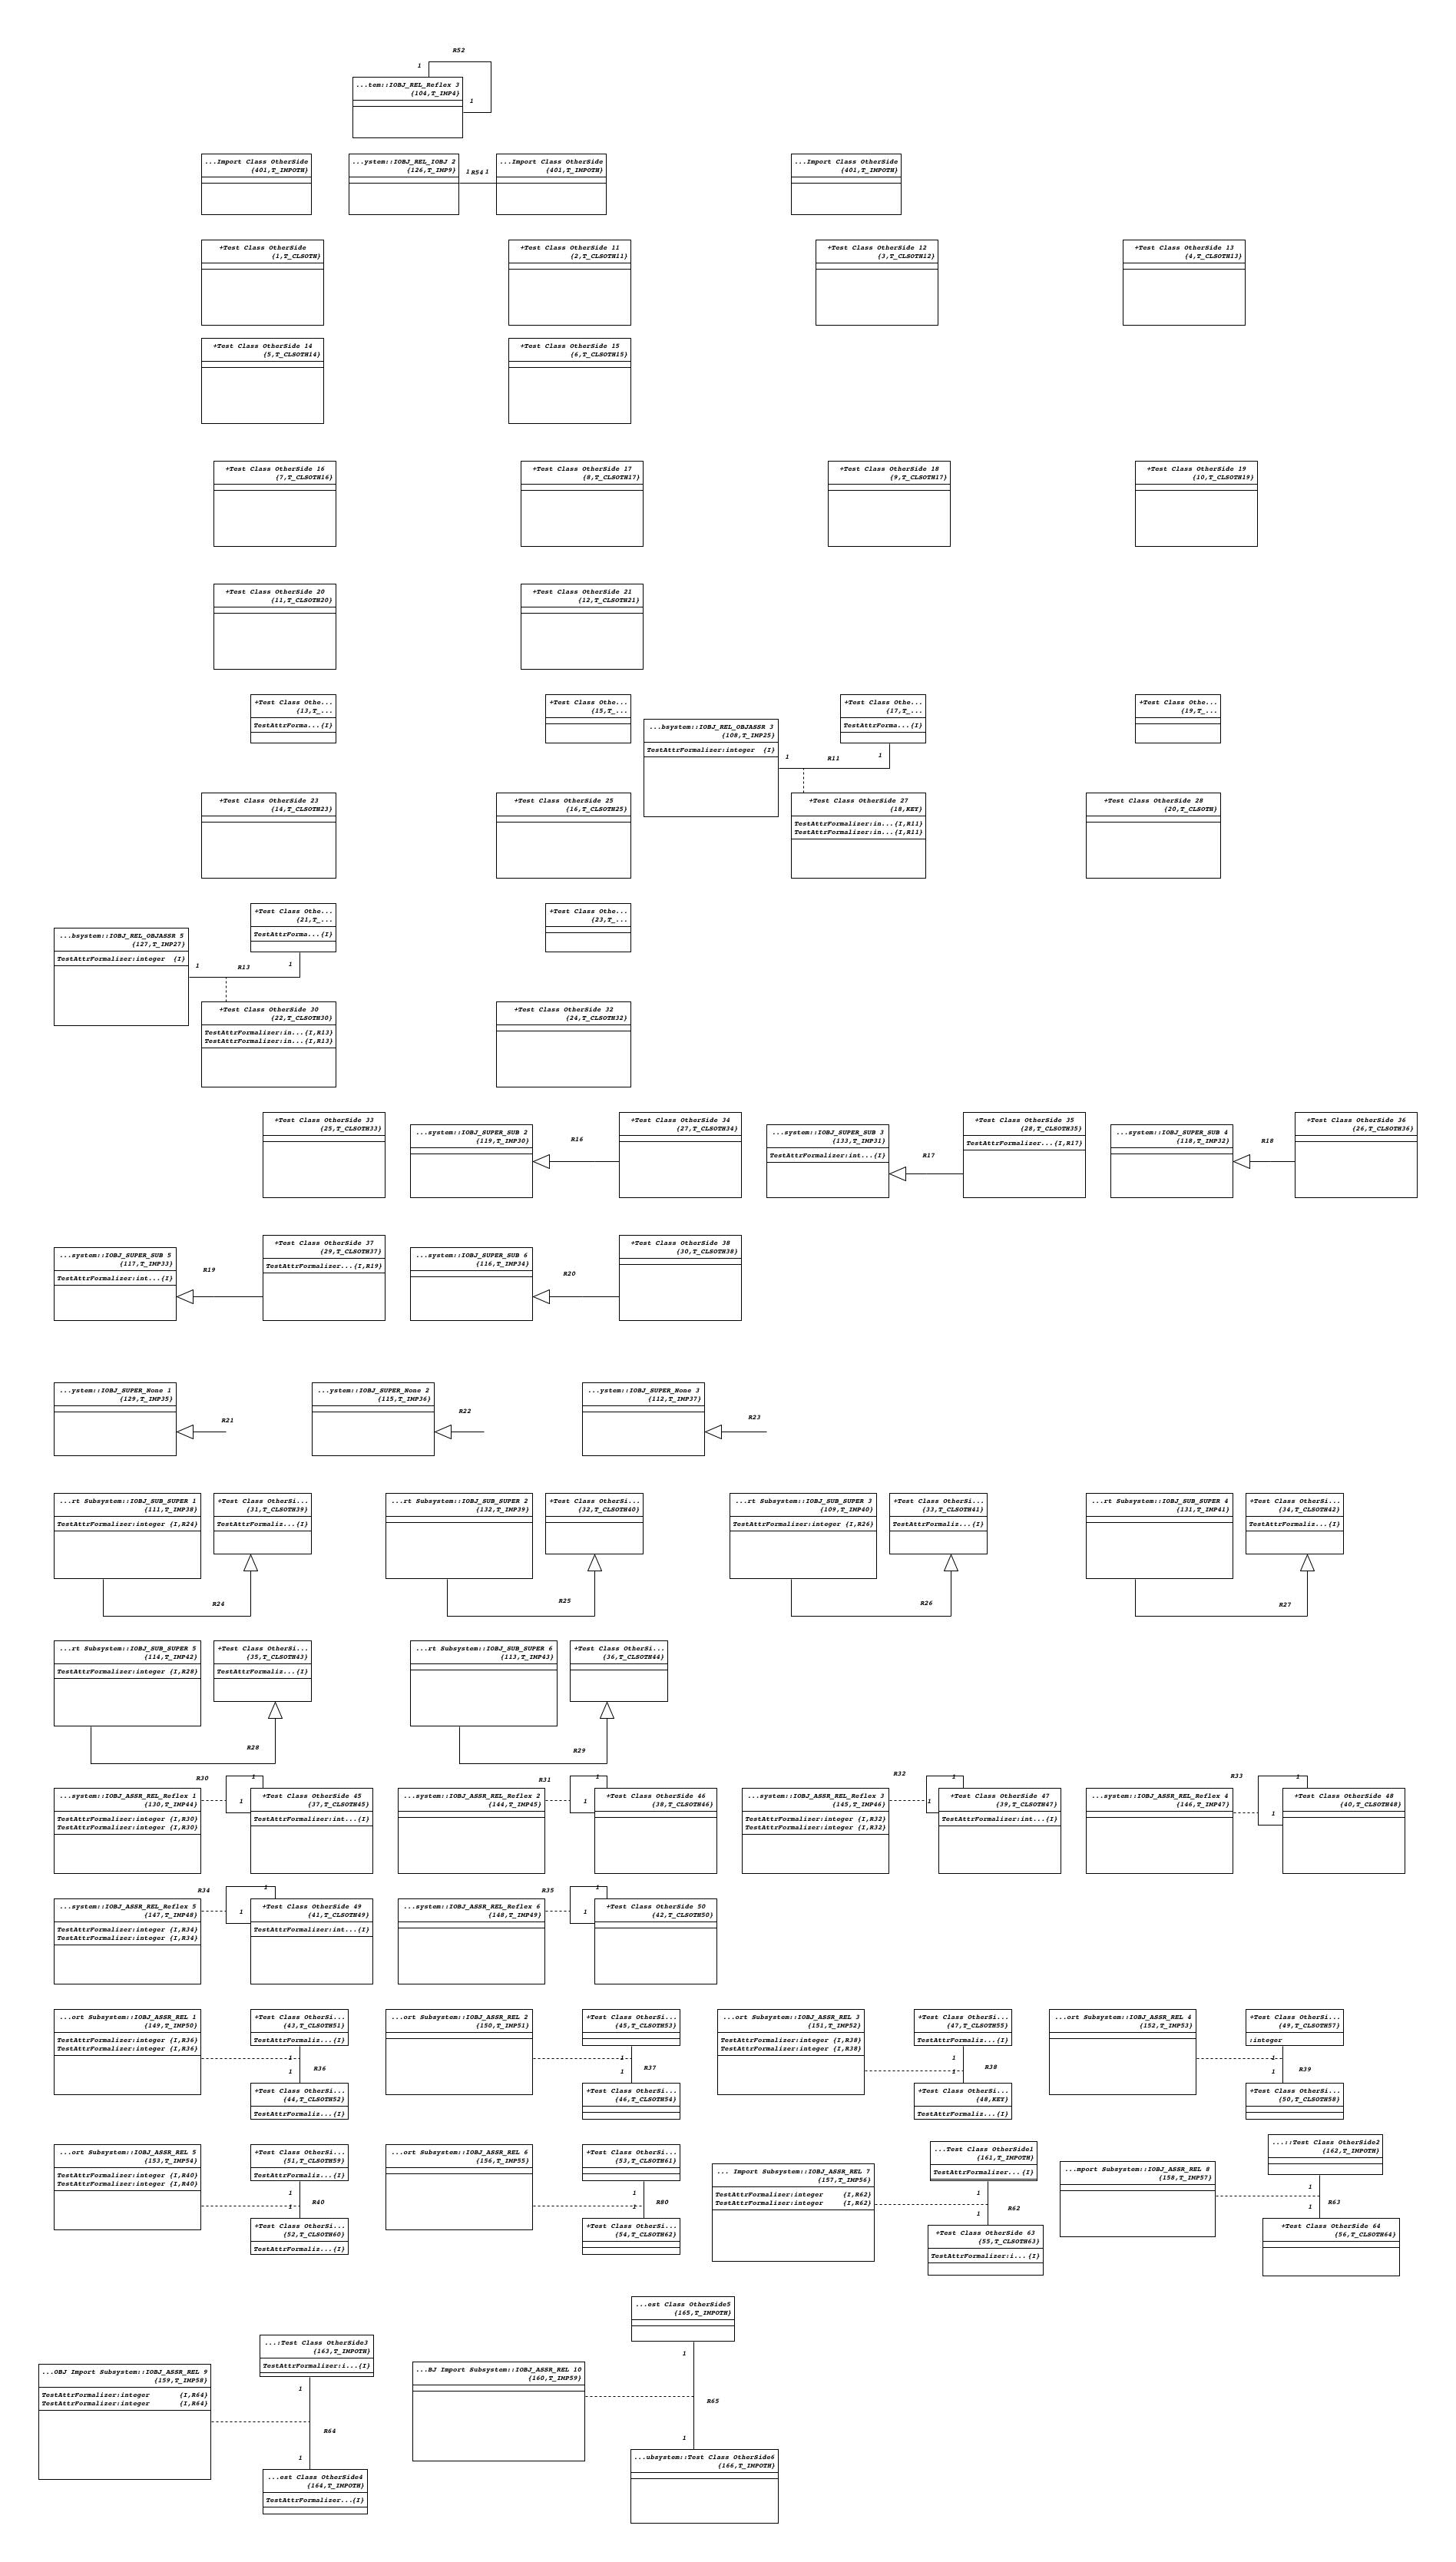 R52
1
...tem::IOBJ_REL_Reflex 3
{104,T_IMP4}
1
...Import Class OtherSide
{401,T_IMPOTH}
...ystem::IOBJ_REL_IOBJ 2
{126,T_IMP9}
1 R54 1
...Import Class OtherSide
{401,T_IMPOTH}
...Import Class OtherSide
{401,T_IMPOTH}
+Test Class OtherSide
{1,T_CLSOTH}
+Test Class OtherSide 11
{2,T_CLSOTH11}
+Test Class OtherSide 12
{3,T_CLSOTH12}
+Test Class OtherSide 13
{4,T_CLSOTH13}
+Test Class OtherSide 14
{5,T_CLSOTH14}
+Test Class OtherSide 15
{6,T_CLSOTH15}
+Test Class OtherSide 16
{7,T_CLSOTH16}
+Test Class OtherSide 17
{8,T_CLSOTH17}
+Test Class OtherSide 18
{9,T_CLSOTH17}
+Test Class OtherSide 19
{10,T_CLSOTH19}
+Test Class OtherSide 20
{11,T_CLSOTH20}
+Test Class OtherSide 21
{12,T_CLSOTH21}
+Test Class Othe...
{13,T_...
TestAttrForma...{I}
+Test Class Othe...
{15,T_...
...bsystem::IOBJ_REL_OBJASSR 3
{108,T_IMP25}
TestAttrFormalizer:integer {I}
+Test Class Othe...
{17,T_...
TestAttrForma...{I}
1
R11
1
+Test Class Othe...
{19,T_...
+Test Class OtherSide 23
{14,T_CLSOTH23}
+Test Class OtherSide 25
{16,T_CLSOTH25}
+Test Class OtherSide 27
{18,KEY}
TestAttrFormalizer:in...{I,R11}
TestAttrFormalizer:in...{I,R11}
+Test Class OtherSide 28
{20,T_CLSOTH}
...bsystem::IOBJ_REL_OBJASSR 5
{127,T_IMP27}
TestAttrFormalizer:integer {I}
+Test Class Othe...
{21,T_...
TestAttrForma...{I}
1
R13
1
+Test Class Othe...
{23,T_...
+Test Class OtherSide 30
{22,T_CLSOTH30}
TestAttrFormalizer:in...{I,R13}
TestAttrFormalizer:in...{I,R13}
+Test Class OtherSide 32
{24,T_CLSOTH32}
+Test Class OtherSide 33
{25,T_CLSOTH33}
...system::IOBJ_SUPER_SUB 2
{119,T_IMP30}
R16
+Test Class OtherSide 34
{27,T_CLSOTH34}
...system::IOBJ_SUPER_SUB 3
{133,T_IMP31}
TestAttrFormalizer:int...{I}
R17
+Test Class OtherSide 35
{28,T_CLSOTH35}
TestAttrFormalizer...{I,R17}
...system::IOBJ_SUPER_SUB 4
{118,T_IMP32}
R18
+Test Class OtherSide 36
{26,T_CLSOTH36}
...system::IOBJ_SUPER_SUB 5
{117,T_IMP33}
TestAttrFormalizer:int...{I}
R19
+Test Class OtherSide 37
{29,T_CLSOTH37}
TestAttrFormalizer...{I,R19}
...system::IOBJ_SUPER_SUB 6
{116,T_IMP34}
R20
+Test Class OtherSide 38
{30,T_CLSOTH38}
...ystem::IOBJ_SUPER_None 1
{129,T_IMP35}
R21
...ystem::IOBJ_SUPER_None 2
{115,T_IMP36}
R22
...ystem::IOBJ_SUPER_None 3
{112,T_IMP37}
R23
...rt Subsystem::IOBJ_SUB_SUPER 1
{111,T_IMP38}
TestAttrFormalizer:integer {I,R24}
+Test Class OtherSi...
{31,T_CLSOTH39}
TestAttrFormaliz...{I}
R24
...rt Subsystem::IOBJ_SUB_SUPER 2
{132,T_IMP39}
+Test Class OtherSi...
{32,T_CLSOTH40}
R25
...rt Subsystem::IOBJ_SUB_SUPER 3
{109,T_IMP40}
TestAttrFormalizer:integer {I,R26}
+Test Class OtherSi...
{33,T_CLSOTH41}
TestAttrFormaliz...{I}
R26
...rt Subsystem::IOBJ_SUB_SUPER 4
{131,T_IMP41}
+Test Class OtherSi...
{34,T_CLSOTH42}
TestAttrFormaliz...{I}
R27
...rt Subsystem::IOBJ_SUB_SUPER 5
{114,T_IMP42}
TestAttrFormalizer:integer {I,R28}
+Test Class OtherSi...
{35,T_CLSOTH43}
TestAttrFormaliz...{I}
R28
...rt Subsystem::IOBJ_SUB_SUPER 6
{113,T_IMP43}
+Test Class OtherSi...
{36,T_CLSOTH44}
R29
R30
1
...system::IOBJ_ASSR_REL_Reflex 1
{130,T_IMP44}
TestAttrFormalizer:integer {I,R30}
TestAttrFormalizer:integer {I,R30}
1
+Test Class OtherSide 45
{37,T_CLSOTH45}
TestAttrFormalizer:int...{I}
R31
1
...system::IOBJ_ASSR_REL_Reflex 2
{144,T_IMP45}
1
+Test Class OtherSide 46
{38,T_CLSOTH46}
R32
1
...system::IOBJ_ASSR_REL_Reflex 3
{145,T_IMP46}
TestAttrFormalizer:integer {I,R32}
TestAttrFormalizer:integer {I,R32}
1
+Test Class OtherSide 47
{39,T_CLSOTH47}
TestAttrFormalizer:int...{I}
R33
1
...system::IOBJ_ASSR_REL_Reflex 4
{146,T_IMP47}
1
+Test Class OtherSide 48
{40,T_CLSOTH48}
R34
1
...system::IOBJ_ASSR_REL_Reflex 5
{147,T_IMP48}
TestAttrFormalizer:integer {I,R34}
TestAttrFormalizer:integer {I,R34}
1
+Test Class OtherSide 49
{41,T_CLSOTH49}
TestAttrFormalizer:int...{I}
R35
1
...system::IOBJ_ASSR_REL_Reflex 6
{148,T_IMP49}
1
+Test Class OtherSide 50
{42,T_CLSOTH50}
...ort Subsystem::IOBJ_ASSR_REL 1
{149,T_IMP50}
TestAttrFormalizer:integer {I,R36}
TestAttrFormalizer:integer {I,R36}
+Test Class OtherSi...
{43,T_CLSOTH51}
TestAttrFormaliz...{I}
1
R36
1
+Test Class OtherSi...
{44,T_CLSOTH52}
TestAttrFormaliz...{I}
...ort Subsystem::IOBJ_ASSR_REL 2
{150,T_IMP51}
+Test Class OtherSi...
{45,T_CLSOTH53}
1
R37
1
+Test Class OtherSi...
{46,T_CLSOTH54}
...ort Subsystem::IOBJ_ASSR_REL 3
{151,T_IMP52}
TestAttrFormalizer:integer {I,R38}
TestAttrFormalizer:integer {I,R38}
+Test Class OtherSi...
{47,T_CLSOTH55}
TestAttrFormaliz...{I}
1
R38
1
+Test Class OtherSi...
{48,KEY}
TestAttrFormaliz...{I}
...ort Subsystem::IOBJ_ASSR_REL 4
{152,T_IMP53}
+Test Class OtherSi...
{49,T_CLSOTH57}
:integer
1
R39
1
+Test Class OtherSi...
{50,T_CLSOTH58}
...ort Subsystem::IOBJ_ASSR_REL 5
{153,T_IMP54}
TestAttrFormalizer:integer {I,R40}
TestAttrFormalizer:integer {I,R40}
+Test Class OtherSi...
{51,T_CLSOTH59}
TestAttrFormaliz...{I}
1
R40
1
+Test Class OtherSi...
{52,T_CLSOTH60}
TestAttrFormaliz...{I}
...ort Subsystem::IOBJ_ASSR_REL 6
{156,T_IMP55}
+Test Class OtherSi...
{53,T_CLSOTH61}
1
R80
1
+Test Class OtherSi...
{54,T_CLSOTH62}
... Import Subsystem::IOBJ_ASSR_REL 7
{157,T_IMP56}
TestAttrFormalizer:integer {I,R62}
TestAttrFormalizer:integer {I,R62}
...Test Class OtherSide1
{161,T_IMPOTH}
TestAttrFormalizer...{I}
1
R62
1
+Test Class OtherSide 63
{55,T_CLSOTH63}
TestAttrFormalizer:i...{I}
...mport Subsystem::IOBJ_ASSR_REL 8
{158,T_IMP57}
...::Test Class OtherSide2
{162,T_IMPOTH}
1
R63
1
+Test Class OtherSide 64
{56,T_CLSOTH64}
...OBJ Import Subsystem::IOBJ_ASSR_REL 9
{159,T_IMP58}
TestAttrFormalizer:integer {I,R64}
TestAttrFormalizer:integer {I,R64}
...:Test Class OtherSide3
{163,T_IMPOTH}
TestAttrFormalizer:i...{I}
1
R64
1
...est Class OtherSide4
{164,T_IMPOTH}
TestAttrFormalizer...{I}
...BJ Import Subsystem::IOBJ_ASSR_REL 10
{160,T_IMP59}
...est Class OtherSide5
{165,T_IMPOTH}
1
R65
1
...ubsystem::Test Class OtherSide6
{166,T_IMPOTH}